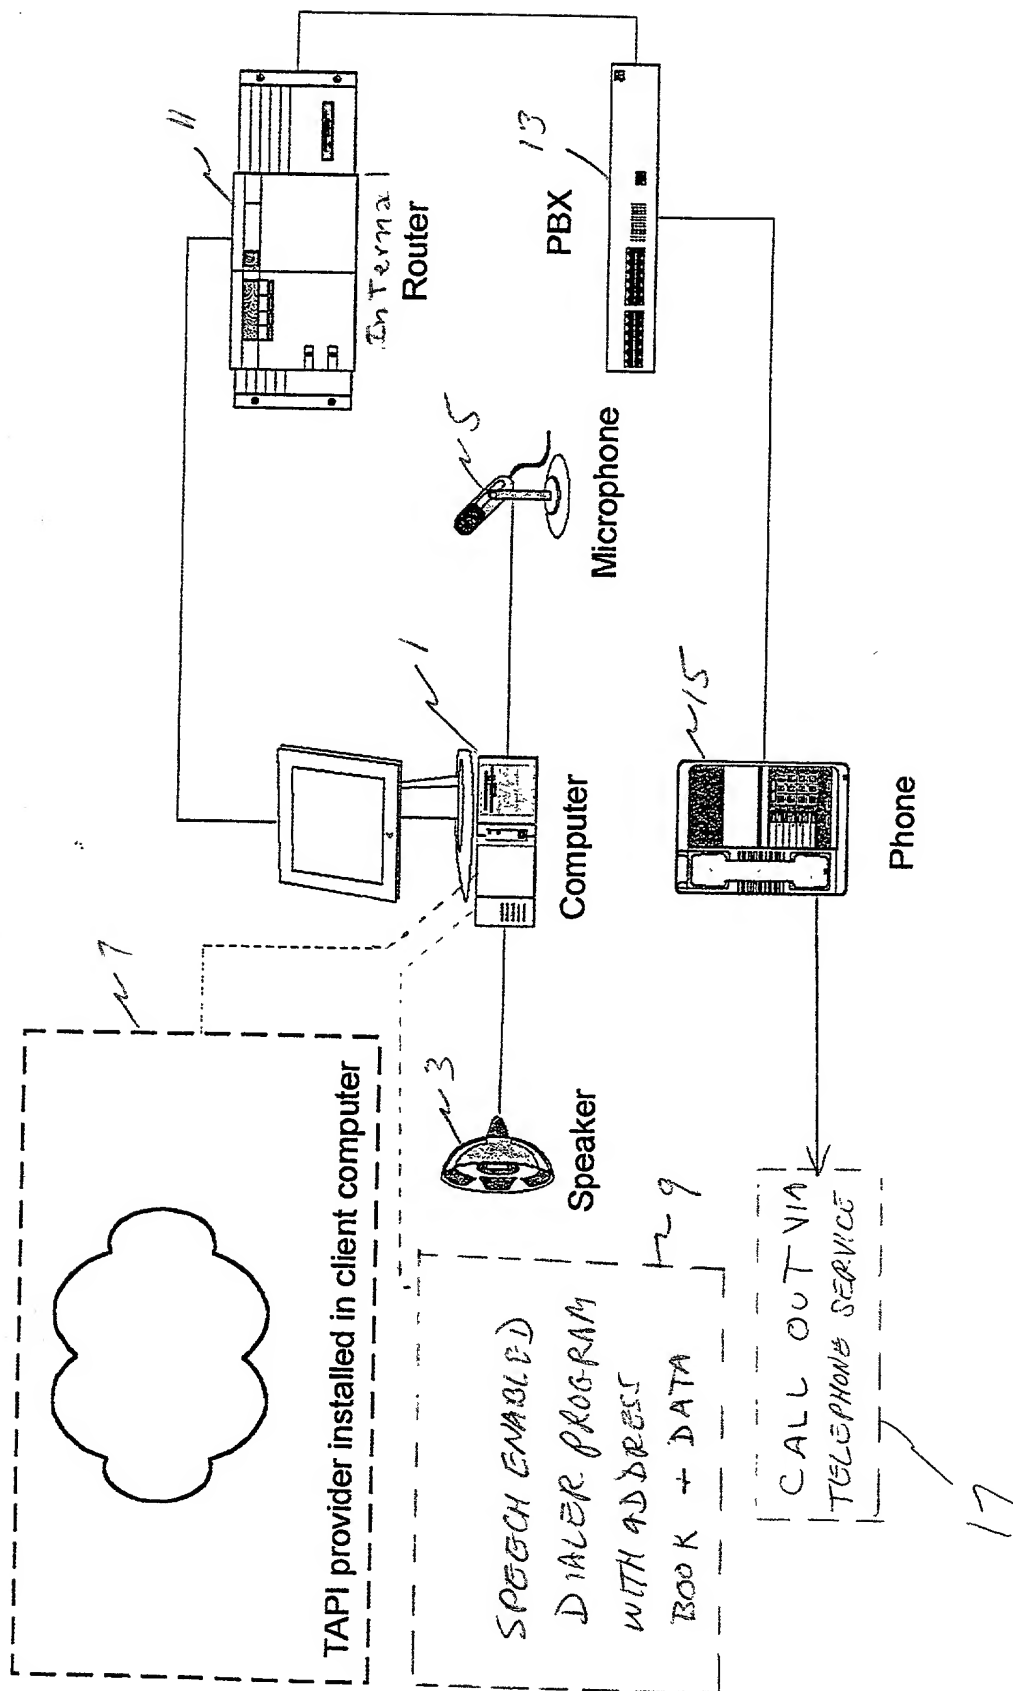 TAPI provider installed in client computer
7
SPEECH ENABLED
DIALER PROGRAM
WITH ADDRESS
BOOK + DATA
9
3
Speaker
1
Computer
5
Microphone
11
Internal
Router
13
PBX
15
Phone
CALL OUT VIA
TELEPHONE SERVICE
17